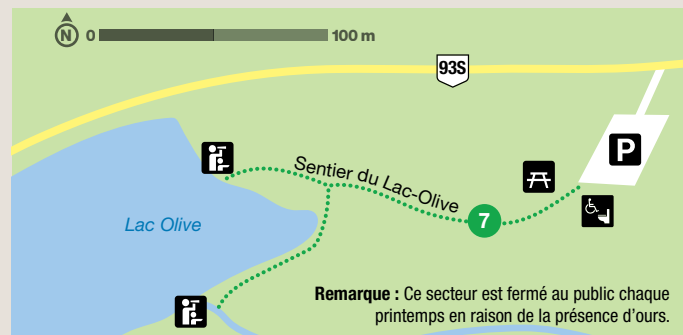 N 0 100 m
93S
P
Sentier du Lac-Olive
7
Lac Olive
Remarque : Ce secteur est fermé au public chaque
printemps en raison de la présence d’ours.